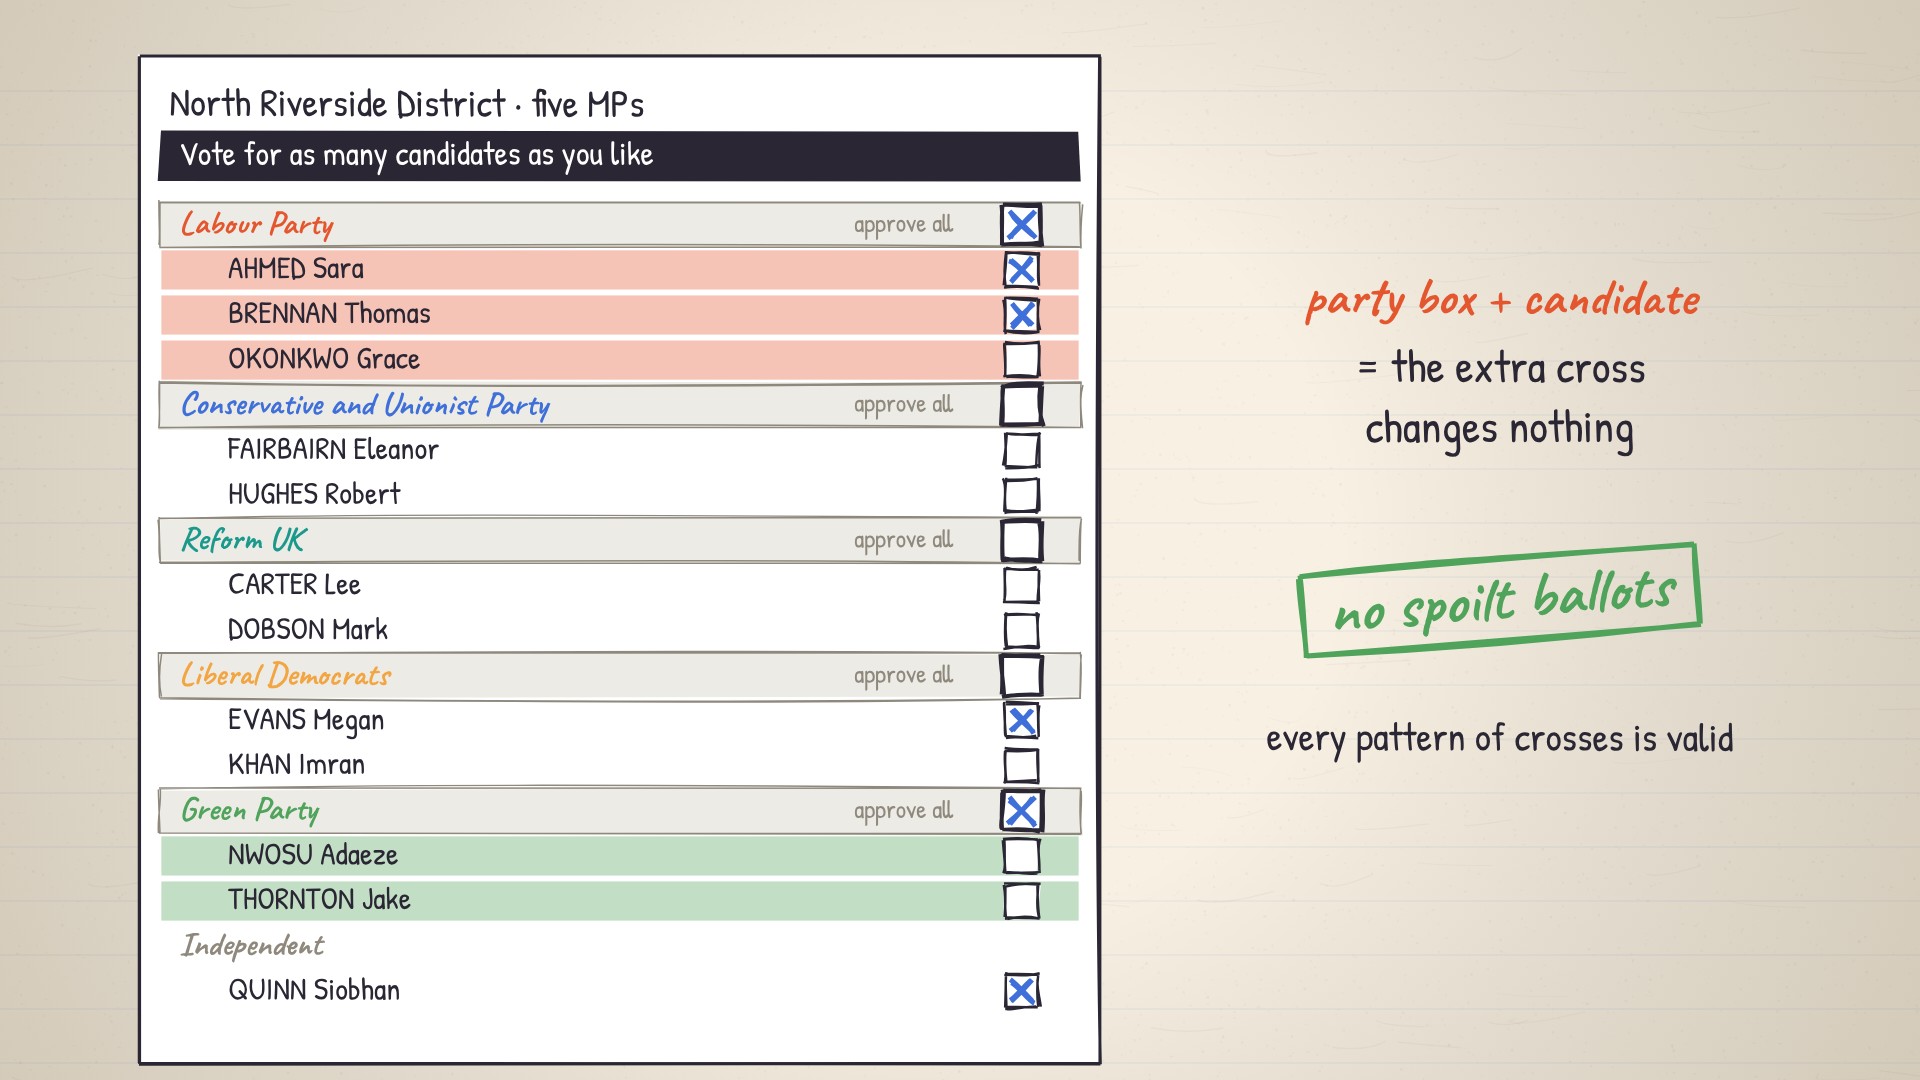 North Riverside District · five MPs
Vote for as many candidates as you like
Labour Party approve all
AHMED Sara
BRENNAN Thomas
OKONKWO Grace
Conservative and Unionist Party approve all
FAIRBAIRN Eleanor
HUGHES Robert
Reform UK approve all
CARTER Lee
DOBSON Mark
Liberal Democrats approve all
EVANS Megan
KHAN Imran
Green Party approve all
NWOSU Adaeze
THORNTON Jake
Independent
QUINN Siobhan
party box + candidate
= the extra cross
changes nothing
no spoilt ballots
every pattern of crosses is valid